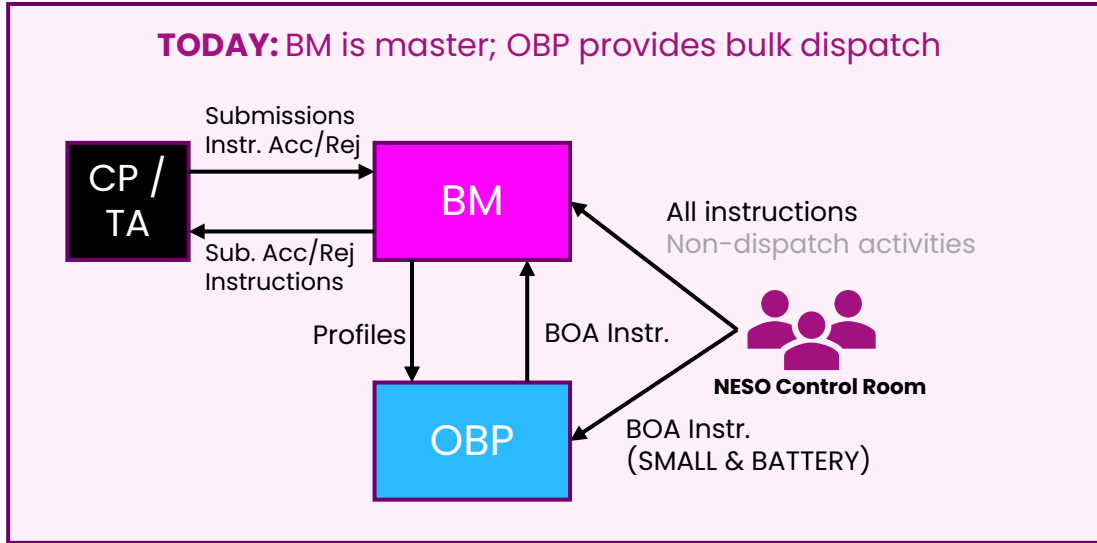 TODAY: BM is master; OBP provides bulk dispatch
Submissions
Instr. Acc/Rej
CP /
TA
BM
Sub. Acc/Rej
Instructions
All instructions
Non-dispatch activities
Profiles
BOA Instr.
NESO Control Room
OBP
BOA Instr.
(SMALL & BATTERY)